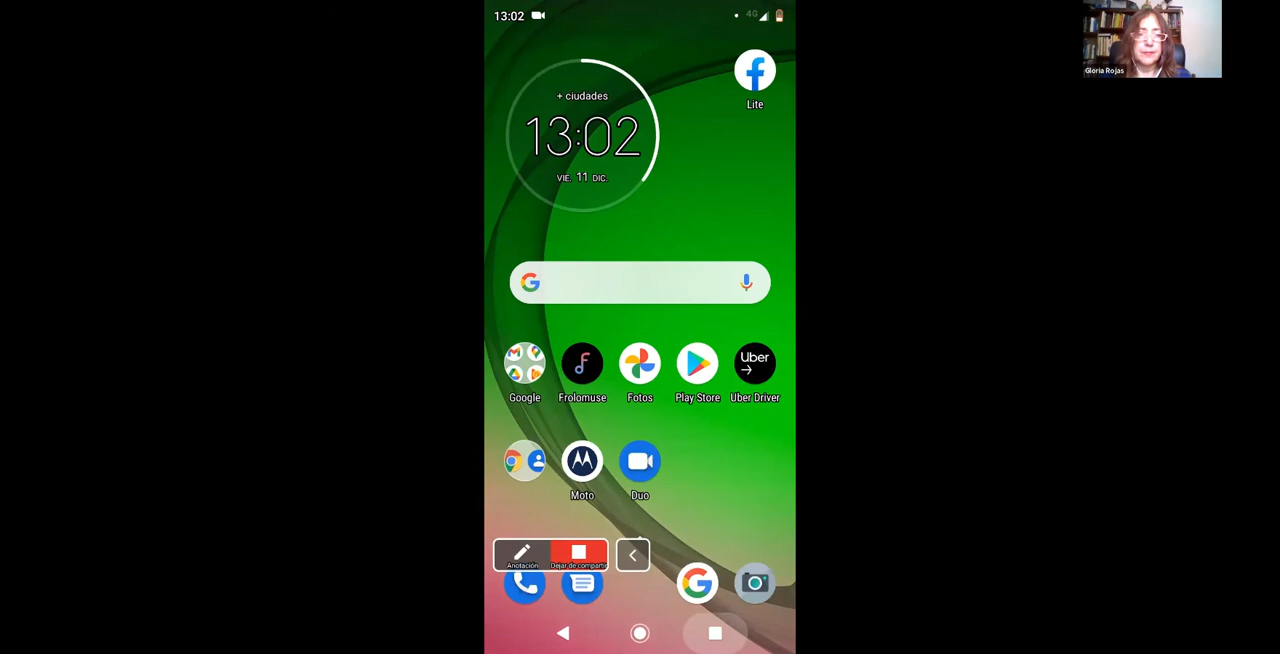 13:02
4G
Gloria Rojas
Lite
+ ciudades
13:02
VIE. 11 DIC.
Google
Frolomuse
Fotos
Play Store
Uber
Uber Driver
Moto
Duo
Anotación
Dejar de compartir